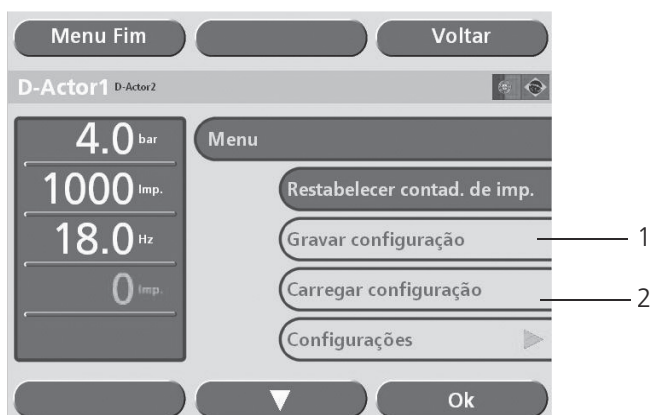 Menu Fim
Voltar
D-Actor1 D-Actor2
4.0 bar
1000 Imp.
18.0 Hz
0 Imp.
Menu
Restabelecer contad. de imp.
Gravar configuração
1
Carregar configuração
2
Configurações
Ok